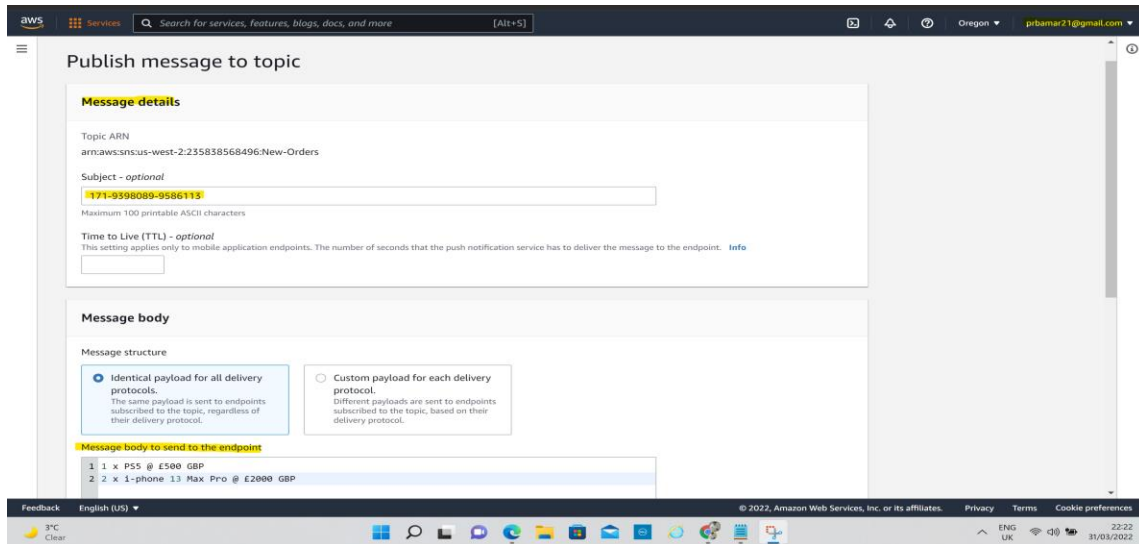 aws
Services
Search for services, features, blogs, docs, and more
[Alt+S]
Oregon ▼
prbamar21@gmail.com ▼
Publish message to topic
Message details
Topic ARN
arn:aws:sns:us-west-2:235838568496:New-Orders
Subject - optional
171-9398089-9586113
Maximum 100 printable ASCII characters
Time to Live (TTL) - optional
This setting applies only to mobile application endpoints. The number of seconds that the push notification service has to deliver the message to the endpoint. Info
Message body
Message structure
Identical payload for all delivery
protocols.
The same payload is sent to endpoints
subscribed to the topic, regardless of
their delivery protocol.
Custom payload for each delivery
protocol.
Different payloads are sent to endpoints
subscribed to the topic, based on their
delivery protocol.
Message body to send to the endpoint
1 1 x PS5 @ £500 GBP
2 2 x i-phone 13 Max Pro @ £2000 GBP
Feedback
English (US) ▼
© 2022, Amazon Web Services, Inc. or its affiliates.
Privacy
Terms
Cookie preferences
3°C
Clear
ENG
UK
22:22
31/03/2022